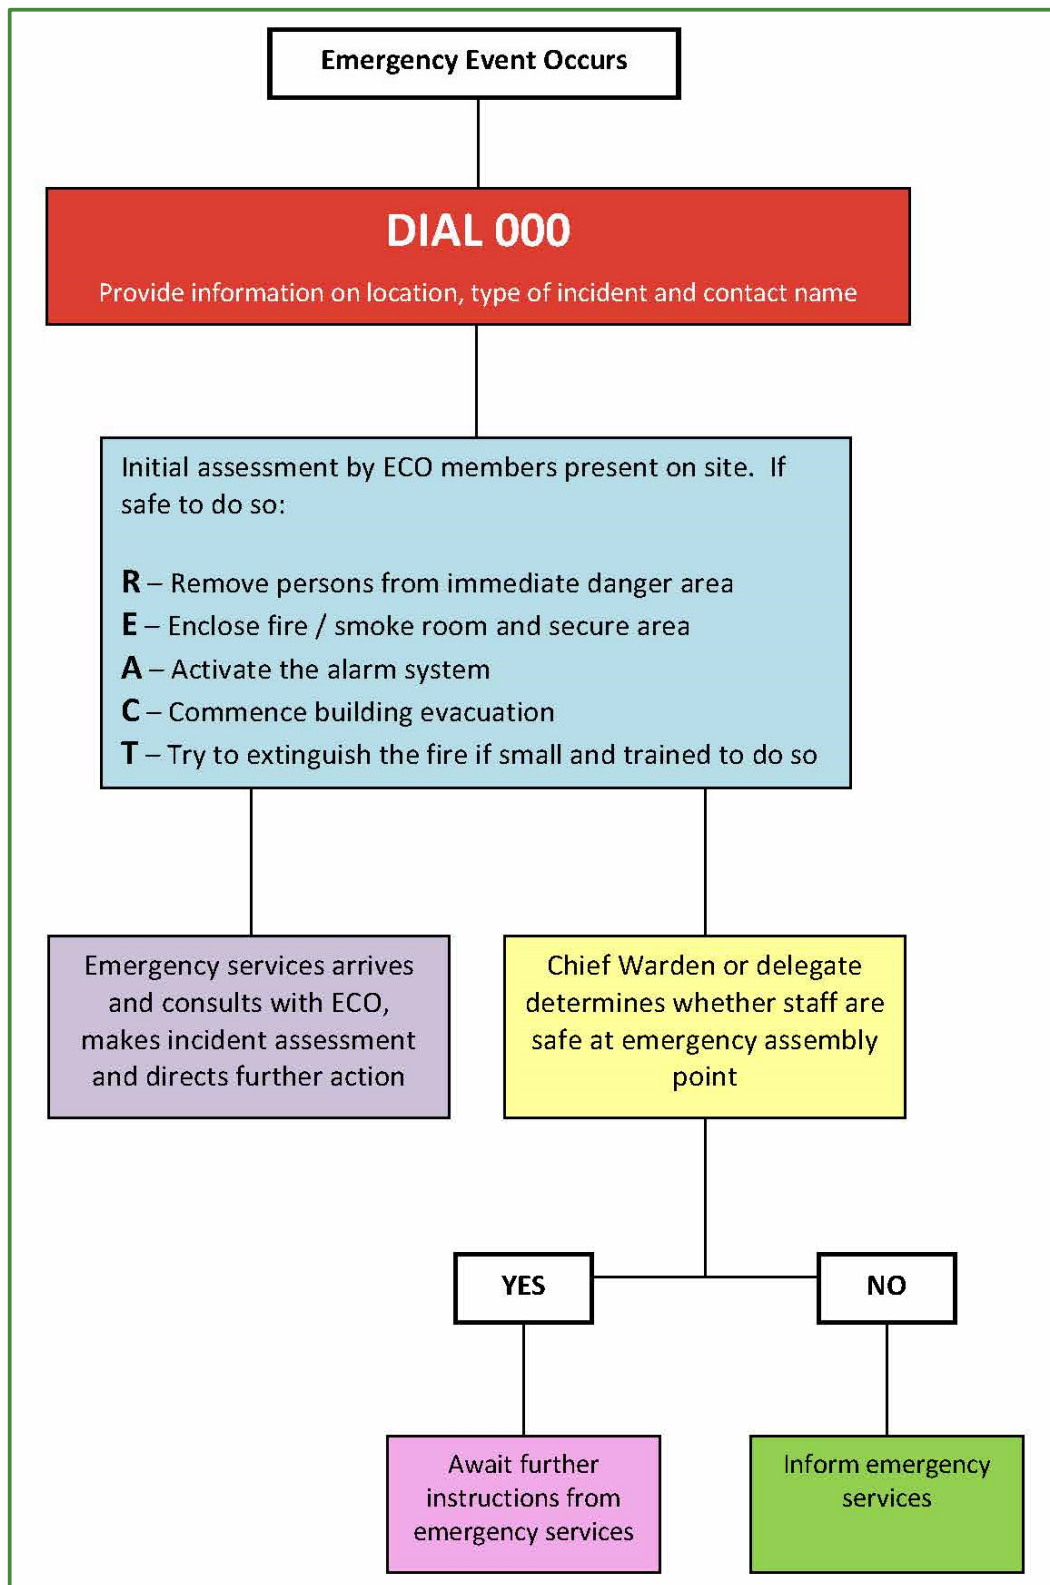 Emergency Event Occurs
DIAL 000
Provide information on location, type of incident and contact name
Initial assessment by ECO members present on site.  If
safe to do so:
R – Remove persons from immediate danger area
E – Enclose fire / smoke room and secure area
A – Activate the alarm system
C – Commence building evacuation
T – Try to extinguish the fire if small and trained to do so
Emergency services arrives
and consults with ECO,
makes incident assessment
and directs further action
Chief Warden or delegate
determines whether staff are
safe at emergency assembly
point
YES
NO
Await further
instructions from
emergency services
Inform emergency
services